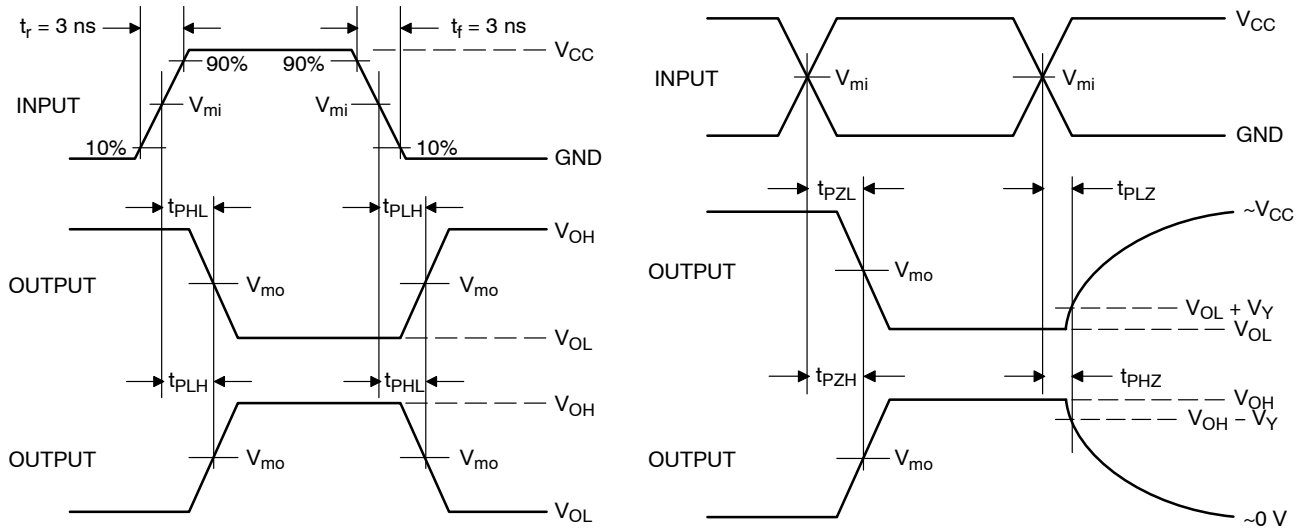 t_r = 3 ns
t_f = 3 ns
V_CC
90%
90%
INPUT
V_mi
V_mi
10%
10%
GND
t_PHL
t_PLH
V_OH
OUTPUT
V_mo
V_mo
V_OL
t_PLH
t_PHL
V_OH
OUTPUT
V_mo
V_mo
V_OL
V_CC
INPUT
V_mi
V_mi
GND
t_PZL
t_PLZ
~V_CC
OUTPUT
V_mo
V_OL + V_Y
V_OL
t_PZH
t_PHZ
V_OH
V_OH − V_Y
OUTPUT
V_mo
~0 V